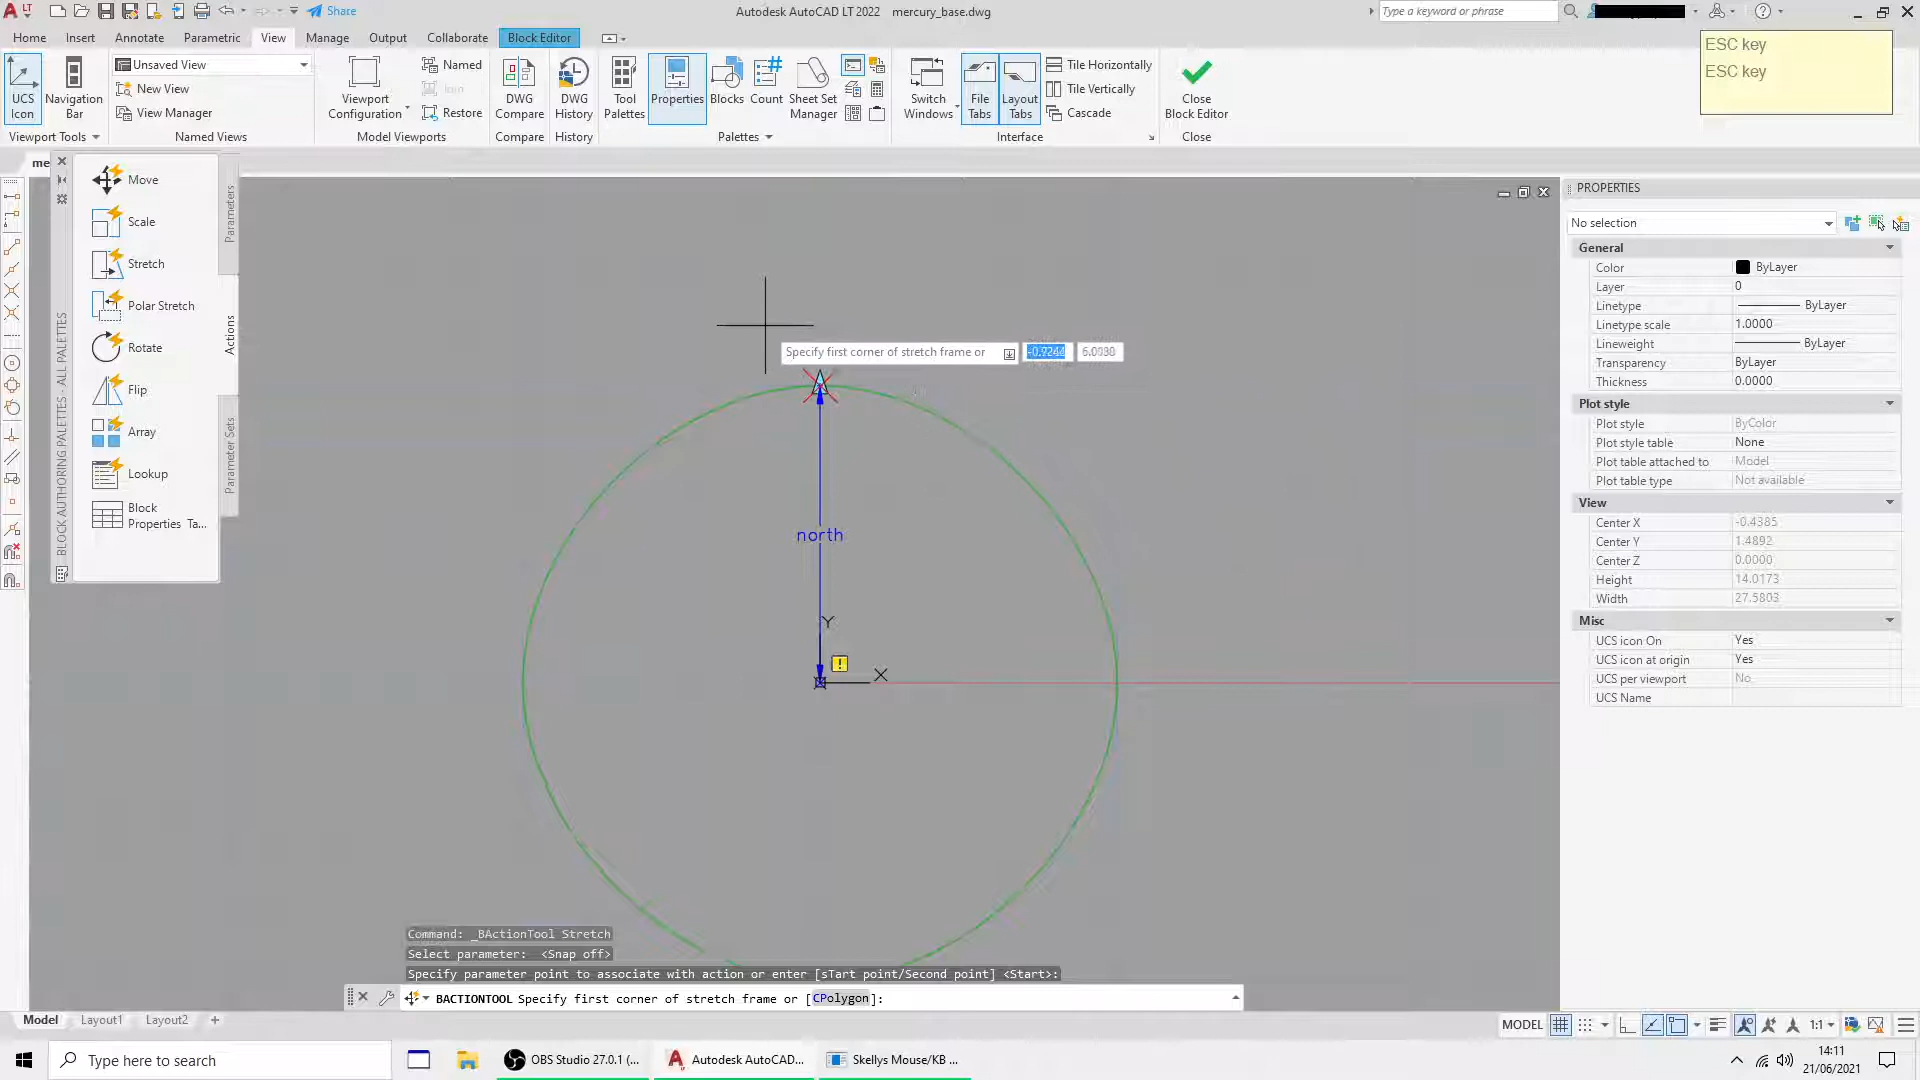 LT
Share
Autodesk AutoCAD LT 2022 mercury_base.dwg
Type a keyword or phrase
Home Insert Annotate Parametric View Manage Output Collaborate Block Editor
ESC key
ESC key
UCS Icon
Navigation Bar
Unsaved View
New View
View Manager
Viewport Configuration
Named
Join
Restore
DWG Compare
DWG History
Tool Palettes
Properties
Blocks
Count
Sheet Set Manager
Switch Windows
File Tabs
Layout Tabs
Tile Horizontally
Tile Vertically
Cascade
Close Block Editor
Viewport Tools
Named Views
Model Viewports
Compare
History
Palettes
Interface
Close
me
Move
Scale
Stretch
Polar Stretch
Rotate
Flip
Array
Lookup
Block Properties Ta...
Parameters
Actions
Parameter Sets
BLOCK AUTHORING PALETTES - ALL PALETTES
Specify first corner of stretch frame or
6.0038
north
Y
X
!
PROPERTIES
No selection
General
Color ByLayer
Layer 0
Linetype ByLayer
Linetype scale 1.0000
Lineweight ByLayer
Transparency ByLayer
Thickness 0.0000
Plot style
Plot style ByColor
Plot style table None
Plot table attached to Model
Plot table type Not available
View
Center X -0.4385
Center Y 1.4892
Center Z 0.0000
Height 14.0173
Width 27.5803
Misc
UCS icon On Yes
UCS icon at origin Yes
UCS per viewport No
UCS Name
Command: _BActionTool Stretch
Select parameter: <Snap off>
Specify parameter point to associate with action or enter [sTart point/Second point] <Start>:
BACTIONTOOL Specify first corner of stretch frame or [CPolygon]:
Model Layout1 Layout2 +
MODEL 1:1
Type here to search
OBS Studio 27.0.1 (...
Autodesk AutoCAD...
Skellys Mouse/KB ...
14:11
21/06/2021